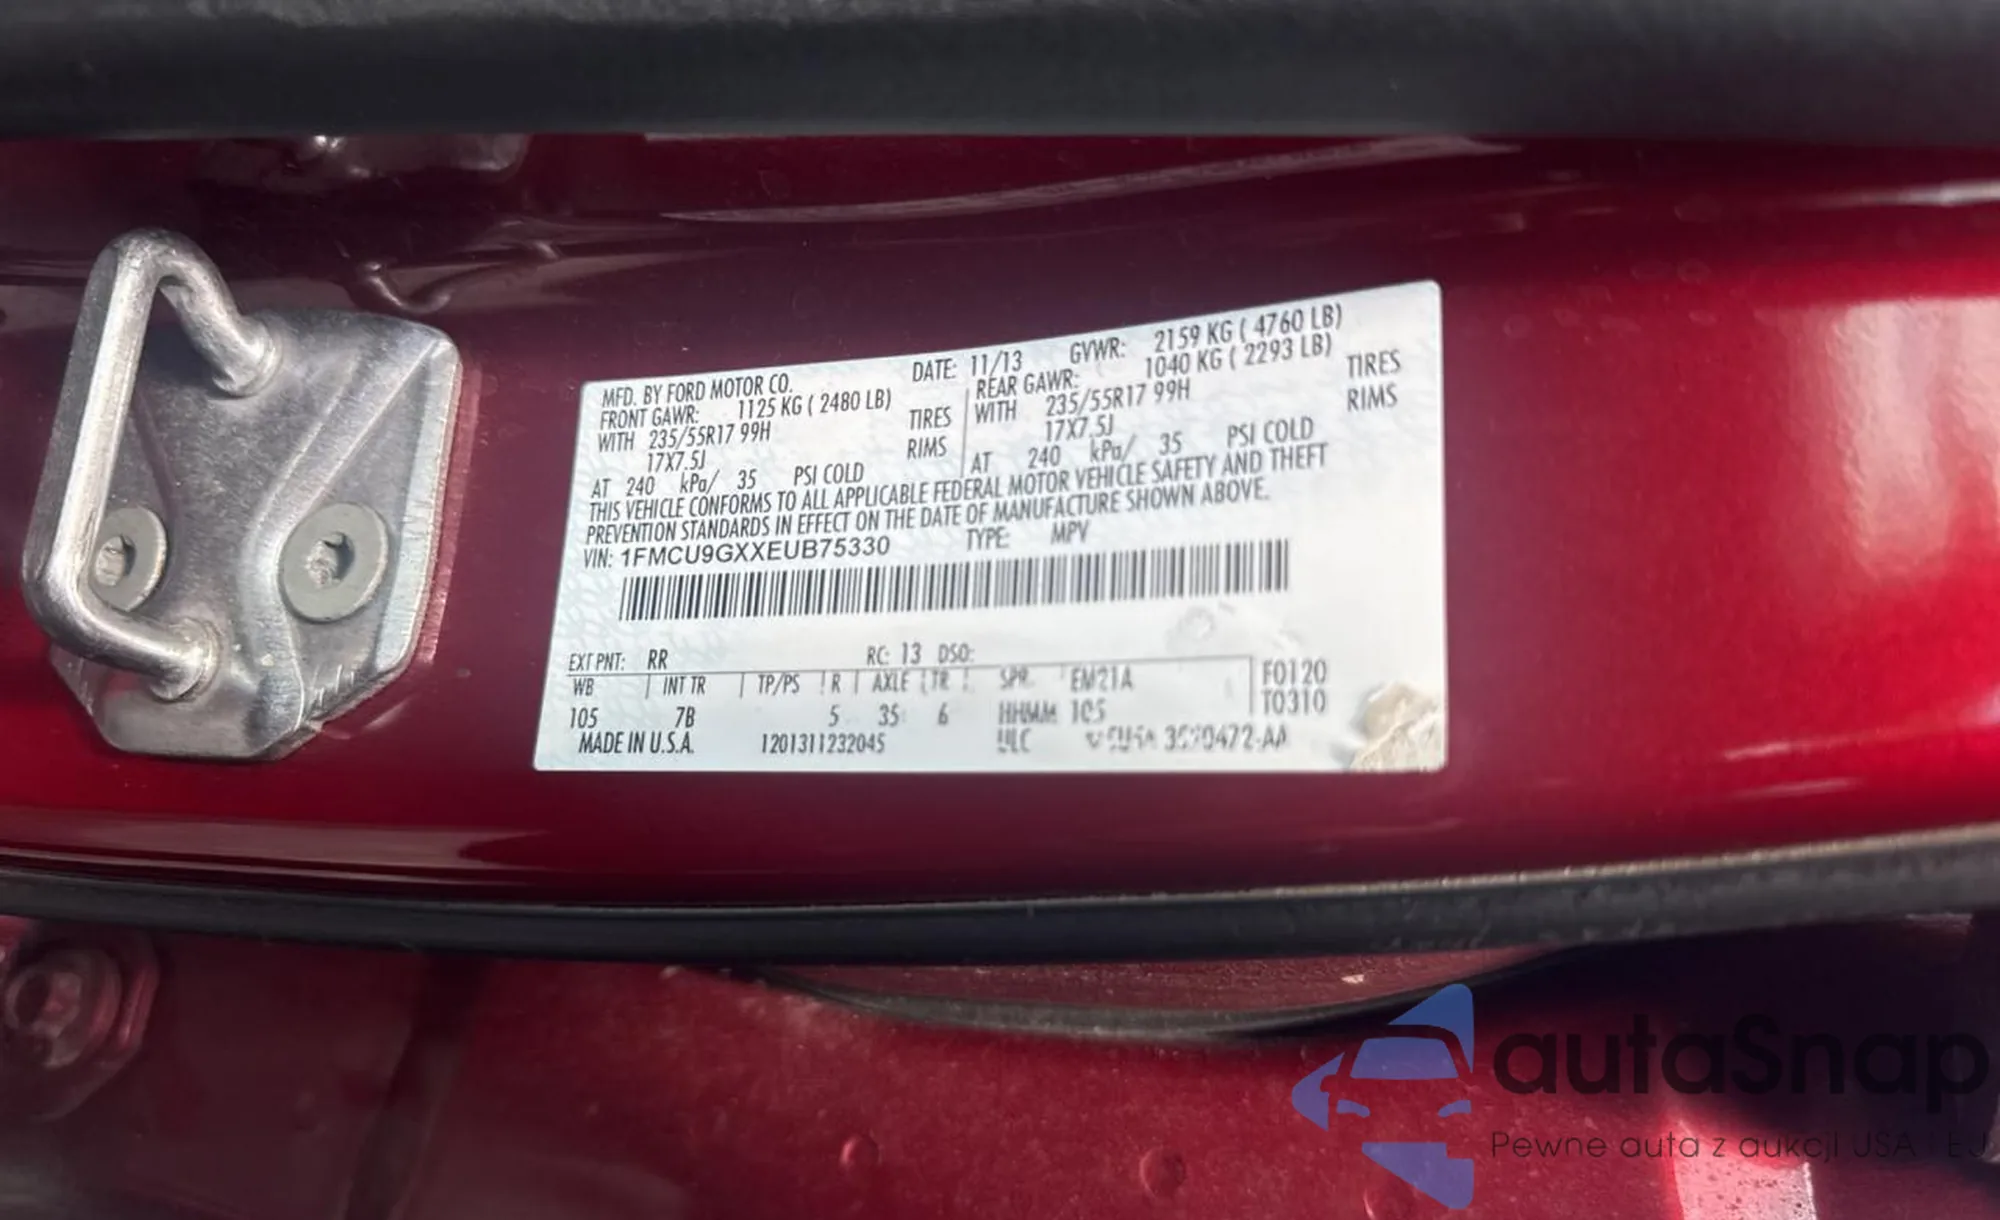 MFD. BY FORD MOTOR CO. DATE: 11/13 GVWR: 2159 KG ( 4760 LB)
FRONT GAWR: 1125 KG ( 2480 LB) REAR GAWR: 1040 KG ( 2293 LB)
WITH 235/55R17 99H TIRES WITH 235/55R17 99H TIRES
17X7.5J RIMS 17X7.5J RIMS
AT 240 kPa/ 35 PSI COLD AT 240 kPa/ 35 PSI COLD
THIS VEHICLE CONFORMS TO ALL APPLICABLE FEDERAL MOTOR VEHICLE SAFETY AND THEFT
PREVENTION STANDARDS IN EFFECT ON THE DATE OF MANUFACTURE SHOWN ABOVE.
VIN: 1FMCU9GXXEUB75330 TYPE: MPV
EXT PNT: RR RC: 13 DSO:
WB INT TR TP/PS R AXLE TR SPR EM21A F0120
105 7B 5 35 6 105 T0310
MADE IN U.S.A. 1201311232045
autaSnap
Pewne auta z aukcji USA